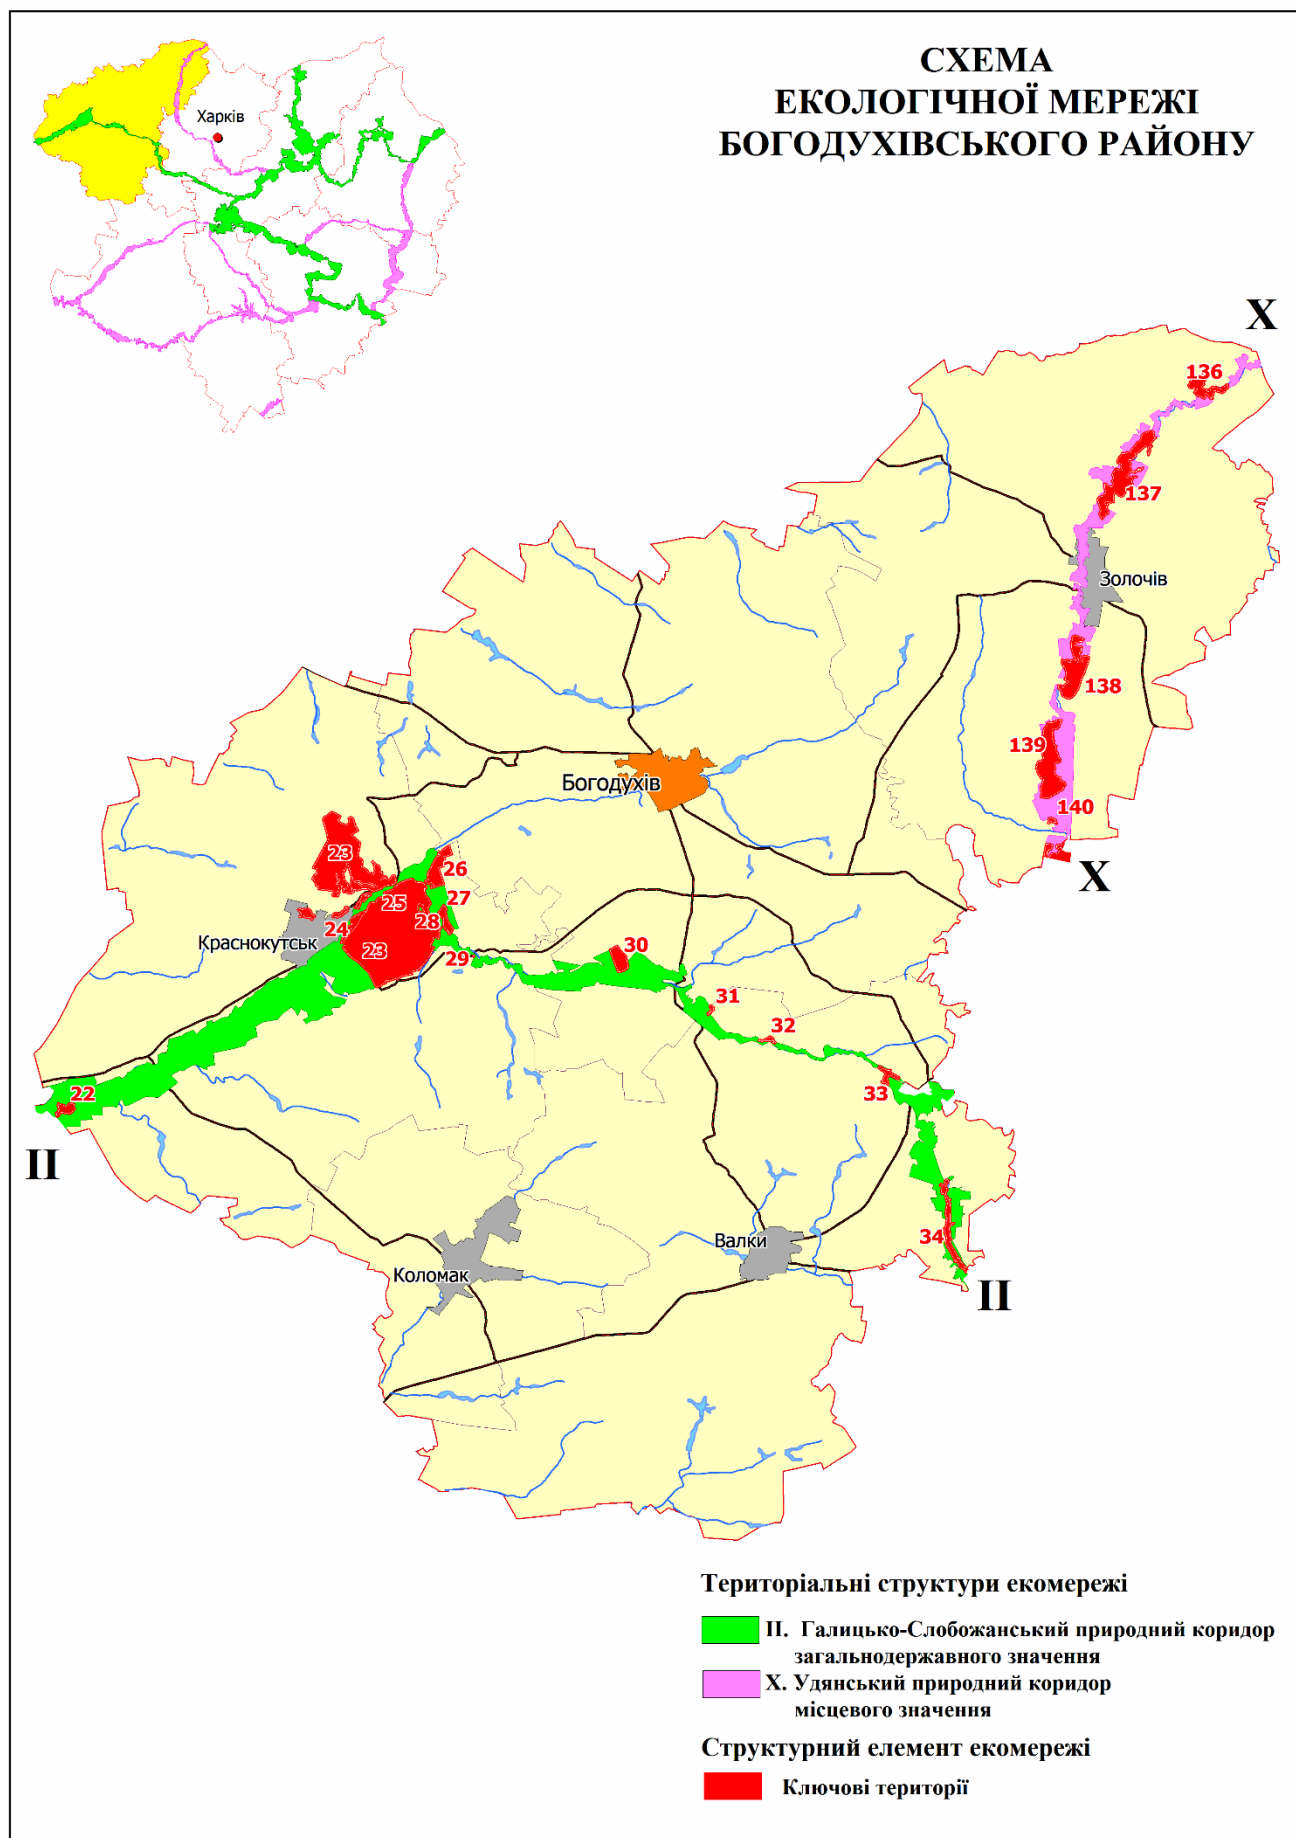 СХЕМА
ЕКОЛОГІЧНОЇ МЕРЕЖІ
БОГОДУХІВСЬКОГО РАЙОНУ
Харків
X
136
137
Золочів
138
139
140
X
Богодухів
23
26
25
27
24
28
Краснокутськ
23
29
30
31
32
33
22
II
34
Валки
Коломак
II
Територіальні структури екомережі
II. Галицько-Слобожанський природний коридор
загальнодержавного значення
X. Удянський природний коридор
місцевого значення
Структурний елемент екомережі
Ключові території